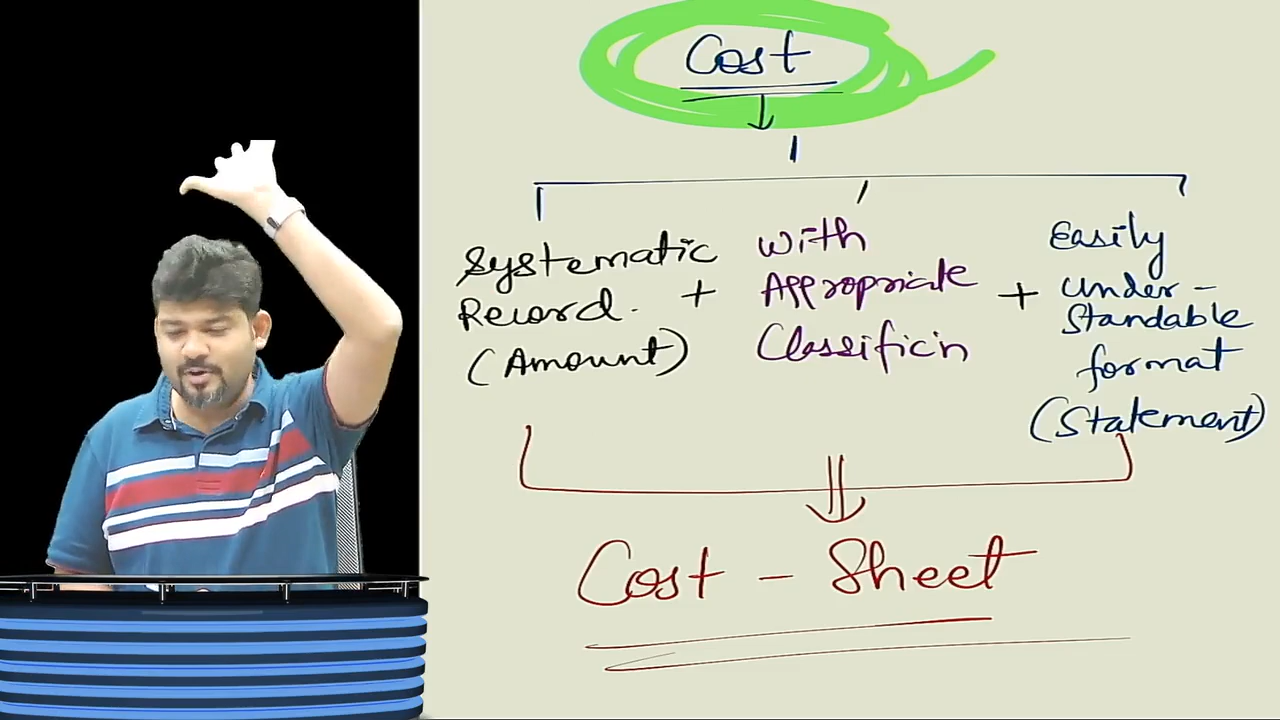 Cost
Systematic
Record.
(Amount)
+
With
Appropriate
Classific'n
+
Easily
Under-
standable
format
(Statement)
Cost - Sheet